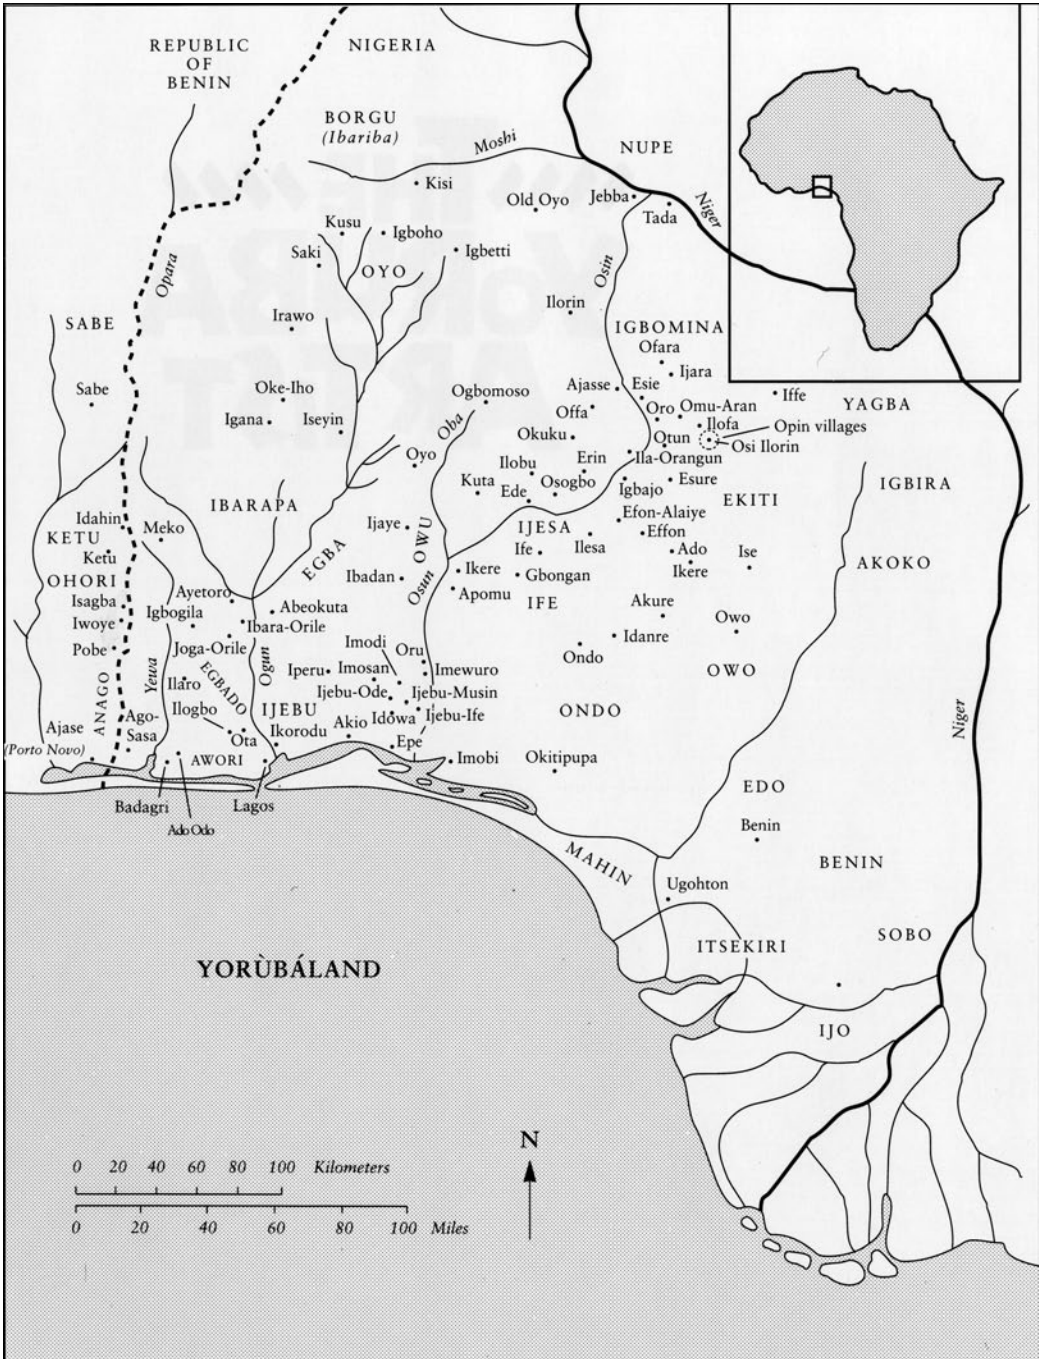 REPUBLIC
OF
BENIN
NIGERIA
BORGU
(Ibariba)
Moshi
NUPE
Kisi
Old Oyo
Jebba
Tada
Niger
Kusu
Igboho
Saki
Igbetti
OYO
Opara
Osin
Ilorin
SABE
Irawo
IGBOMINA
Ofara
Ijara
Sabe
Oke-Iho
Ogbomoso
Ajasse
Esie
Iffe
YAGBA
Igana
Iseyin
Oba
Offa
Oro
Omu-Aran
Ilofa
Opin villages
Okuku
Otun
Osi Ilorin
Oyo
Ilobu
Erin
Ila-Orangun
Kuta
Ede
Osogbo
Igbajo
Esure
EKITI
IGBIRA
IBARAPA
Idahin
KETU
Meko
Ijaye
OWU
IJESA
Efon-Alaiye
Effon
Ketu
EGBA
Ife
Ilesa
Ado
Ise
OHORI
Ibadan
Osun
Ikere
Gbongan
Ikere
AKOKO
Isagba
Ayetoro
Abeokuta
Apomu
IFE
Akure
Iwoye
Igbogila
Ibara-Orile
Owo
Pobe
Joga-Orile
Imodi
Oru
Idanre
Ondo
Yewa
Ogun
Iperu
Imosan
Imewuro
OWO
Ilaro
EGBADO
Ijebu-Ode
Ijebu-Musin
ANAGO
Ilogbo
IJEBU
Idowa
Ijebu-Ife
ONDO
Ajase
(Porto Novo)
Ago-
Sasa
Ota
Ikorodu
Akio
Epe
Niger
AWORI
Imobi
Okitipupa
Badagri
Lagos
Ado Odo
EDO
Benin
MAHIN
BENIN
Ugohton
SOBO
ITSEKIRI
YORÙBÁLAND
IJO
N
0 20 40 60 80 100 Kilometers
0 20 40 60 80 100 Miles